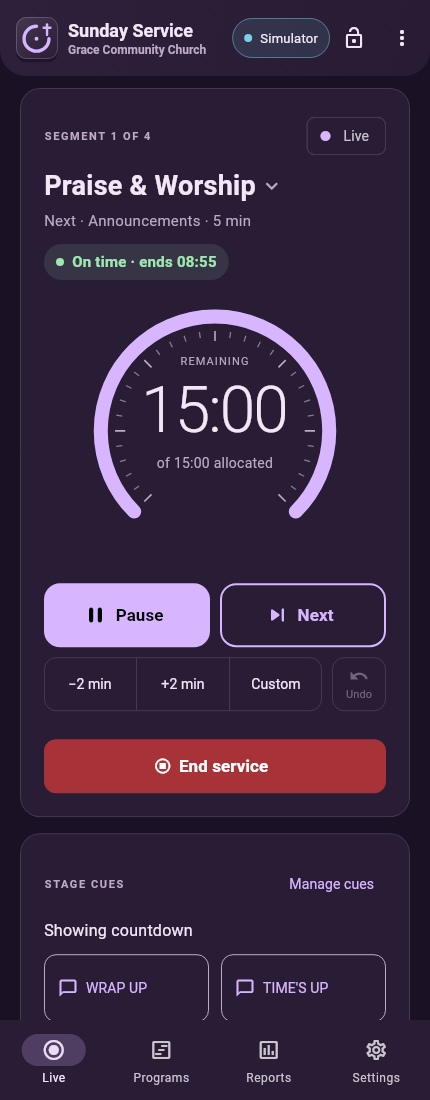 Sunday Service
Grace Community Church
Simulator
SEGMENT 1 OF 4
Live
Praise & Worship
Next · Announcements · 5 min
On time · ends 08:55
REMAINING
15:00
of 15:00 allocated
Pause
Next
−2 min
+2 min
Custom
Undo
End service
STAGE CUES
Manage cues
Showing countdown
WRAP UP
TIME'S UP
Live
Programs
Reports
Settings